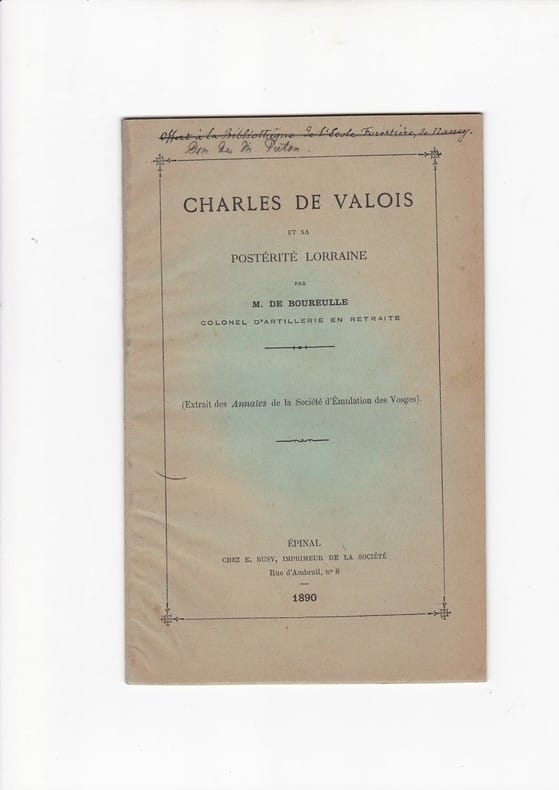 Offert à la Bibliothèque de l'Ecole Forestière, de Nancy.
Don de M
CHARLES DE VALOIS
ET SA
POSTÉRITÉ LORRAINE
PAR
M. DE BOUREULLE
COLONEL D'ARTILLERIE EN RETRAITE
(Extrait des Annales de la Société d'Émulation des Vosges).
ÉPINAL
CHEZ E. BUSY, IMPRIMEUR DE LA SOCIÉTÉ
Rue d'Ambrail, nº 8
1890